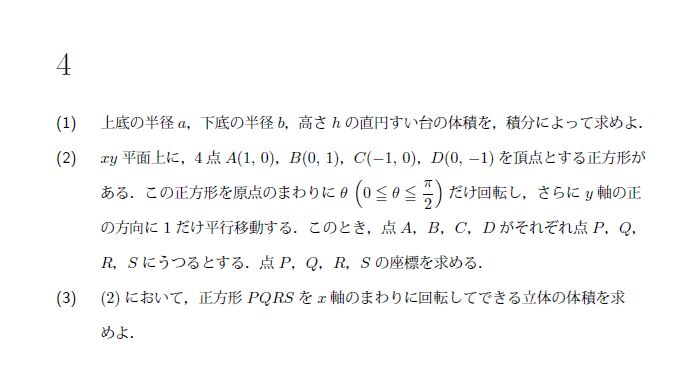 4
(1) 上底の半径 a，下底の半径 b，高さ h の直円すい台の体積を，積分によって求めよ．
(2) xy 平面上に，4 点 A(1, 0)，B(0, 1)，C(−1, 0)，D(0, −1) を頂点とする正方形が
ある．この正方形を原点のまわりに θ (0 ≦ θ ≦ π/2) だけ回転し，さらに y 軸の正
の方向に 1 だけ平行移動する．このとき，点 A，B，C，D がそれぞれ点 P，Q，
R，S にうつるとする．点 P，Q，R，S の座標を求める．
(3) (2) において，正方形 PQRS を x 軸のまわりに回転してできる立体の体積を求
めよ．